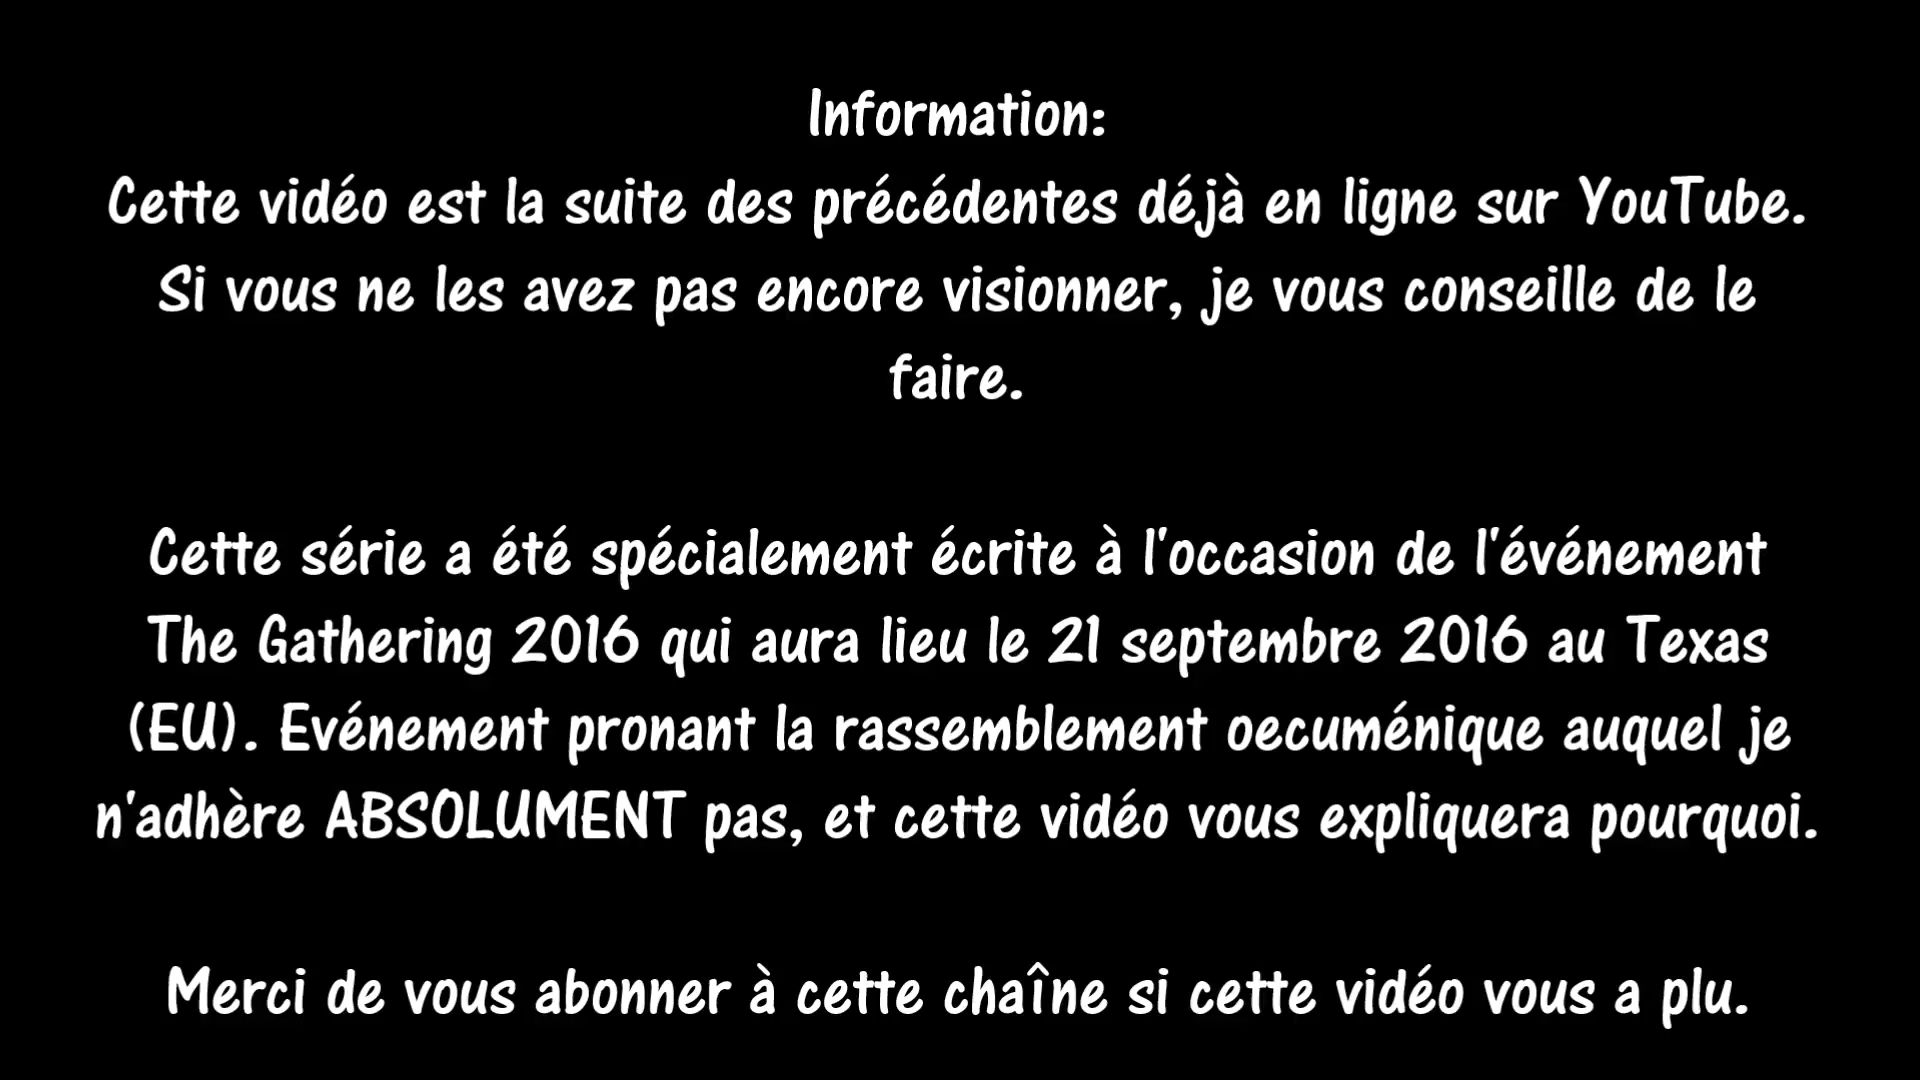 Information:
Cette vidéo est la suite des précédentes déjà en ligne sur YouTube.
Si vous ne les avez pas encore visionner, je vous conseille de le
faire.
Cette série a été spécialement écrite à l'occasion de l'événement
The Gathering 2016 qui aura lieu le 21 septembre 2016 au Texas
(EU). Evénement pronant la rassemblement oecuménique auquel je
n'adhère ABSOLUMENT pas, et cette vidéo vous expliquera pourquoi.
Merci de vous abonner à cette chaîne si cette vidéo vous a plu.